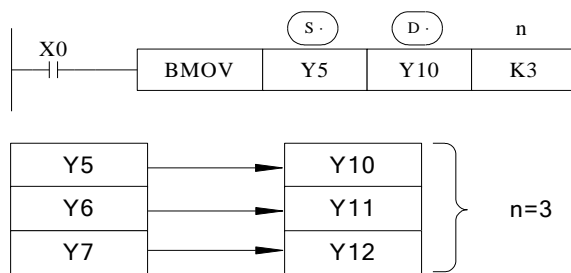 S· D· n
X0
BMOV Y5 Y10 K3
Y5 Y10
Y6 Y11 n=3
Y7 Y12